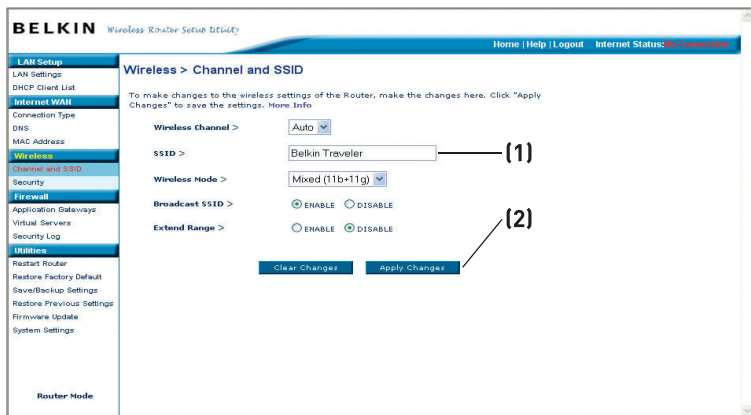 BELKIN Wireless Router Setup Utility
Home | Help | Logout Internet Status: No Connection
LAN Setup
LAN Settings
DHCP Client List
Internet WAN
Connection Type
DNS
MAC Address
Wireless
Channel and SSID
Security
Firewall
Application Gateways
Virtual Servers
Security Log
Utilities
Restart Router
Restore Factory Default
Save/Backup Settings
Restore Previous Settings
Firmware Update
System Settings
Router Mode
Wireless > Channel and SSID
To make changes to the wireless settings of the Router, make the changes here. Click "Apply
Changes" to save the settings. More Info
Wireless Channel > Auto
SSID > Belkin Traveler
(1)
Wireless Mode > Mixed (11b+11g)
Broadcast SSID > ENABLE DISABLE
(2)
Extend Range > ENABLE DISABLE
Clear Changes Apply Changes